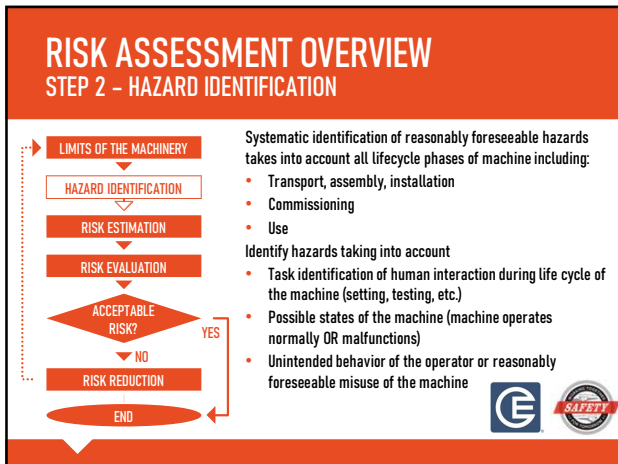 RISK ASSESSMENT OVERVIEW
STEP 2 – HAZARD IDENTIFICATION
LIMITS OF THE MACHINERY
HAZARD IDENTIFICATION
RISK ESTIMATION
RISK EVALUATION
ACCEPTABLE
RISK?
YES
NO
RISK REDUCTION
END
Systematic identification of reasonably foreseeable hazards
takes into account all lifecycle phases of machine including:
• Transport, assembly, installation
• Commissioning
• Use
Identify hazards taking into account
• Task identification of human interaction during life cycle of
the machine (setting, testing, etc.)
• Possible states of the machine (machine operates
normally OR malfunctions)
• Unintended behavior of the operator or reasonably
foreseeable misuse of the machine
SAFETY